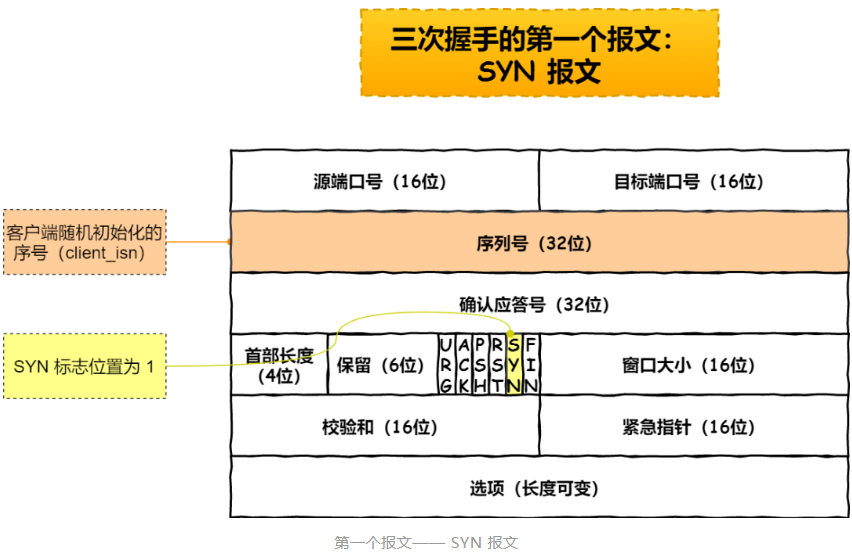 三次握手的第一个报文：
SYN 报文
源端口号（16位）
目标端口号（16位）
客户端随机初始化的
序号（client_isn）
序列号（32位）
确认应答号（32位）
SYN 标志位置为 1
首部长度
（4位）
保留（6位）
URG
ACK
PSH
RST
SYN
FIN
窗口大小（16位）
校验和（16位）
紧急指针（16位）
选项（长度可变）
第一个报文—— SYN 报文